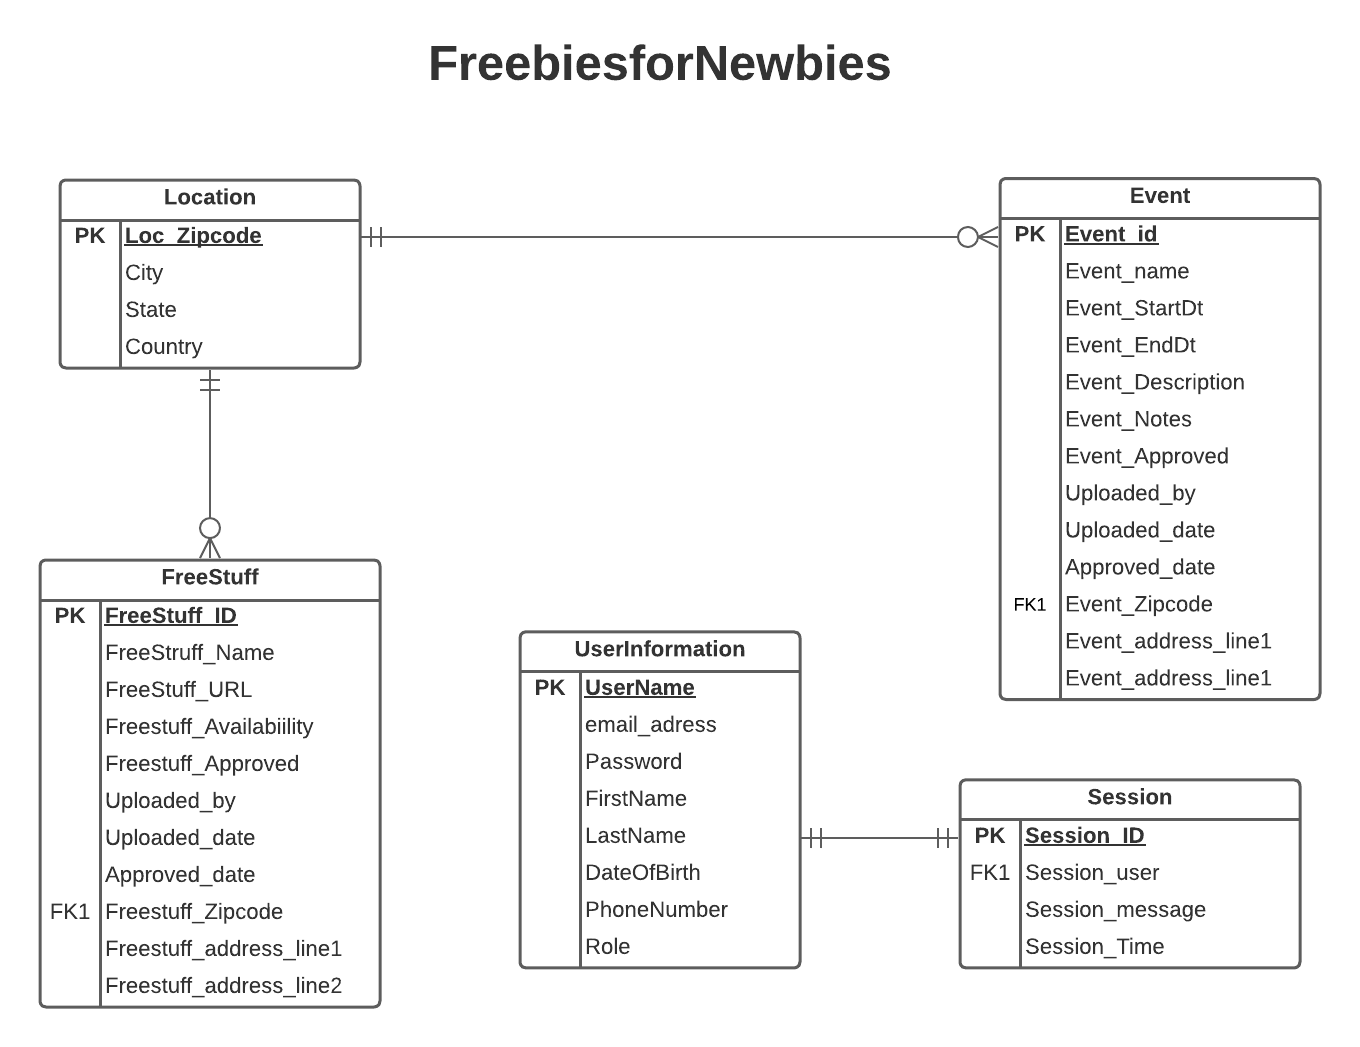 FreebiesforNewbies
Location
PK Loc_Zipcode
City
State
Country
Event
PK Event_id
Event_name
Event_StartDt
Event_EndDt
Event_Description
Event_Notes
Event_Approved
Uploaded_by
Uploaded_date
Approved_date
FK1 Event_Zipcode
Event_address_line1
Event_address_line1
FreeStuff
PK FreeStuff_ID
FreeStruff_Name
FreeStuff_URL
Freestuff_Availabiility
Freestuff_Approved
Uploaded_by
Uploaded_date
Approved_date
FK1 Freestuff_Zipcode
Freestuff_address_line1
Freestuff_address_line2
UserInformation
PK UserName
email_adress
Password
FirstName
LastName
DateOfBirth
PhoneNumber
Role
Session
PK Session_ID
FK1 Session_user
Session_message
Session_Time